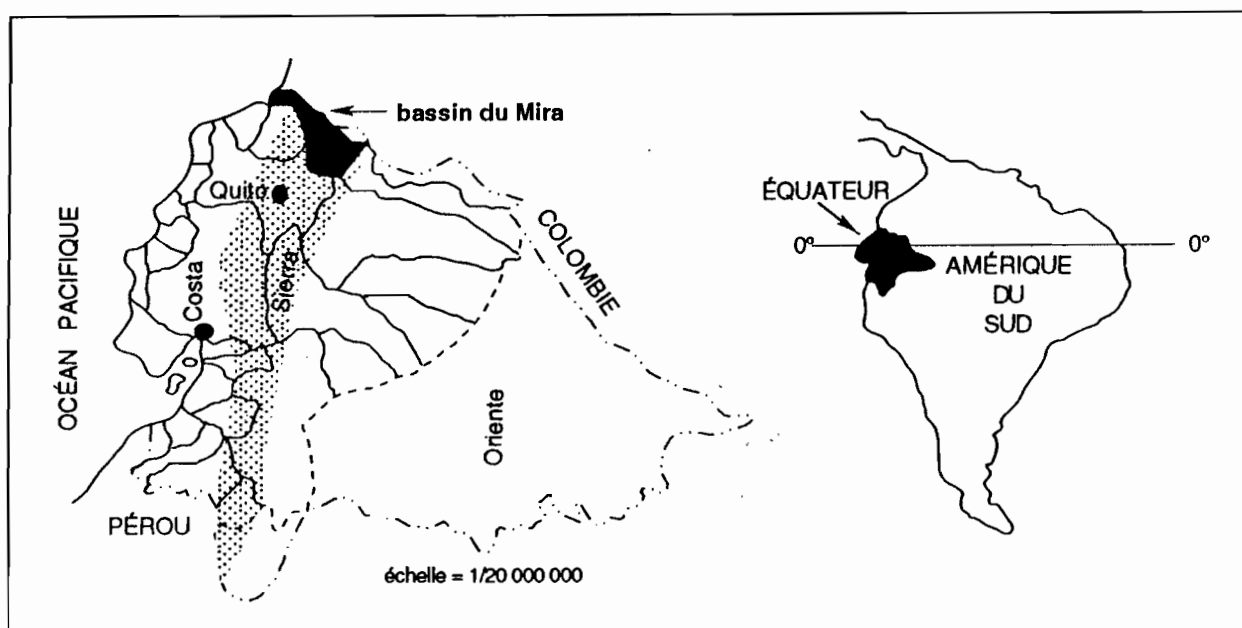 bassin du Mira
Quito
OCÉAN PACIFIQUE
Costa
Sierra
COLOMBIE
Oriente
PÉROU
échelle = 1/20 000 000
ÉQUATEUR
0°
0°
AMÉRIQUE
DU
SUD